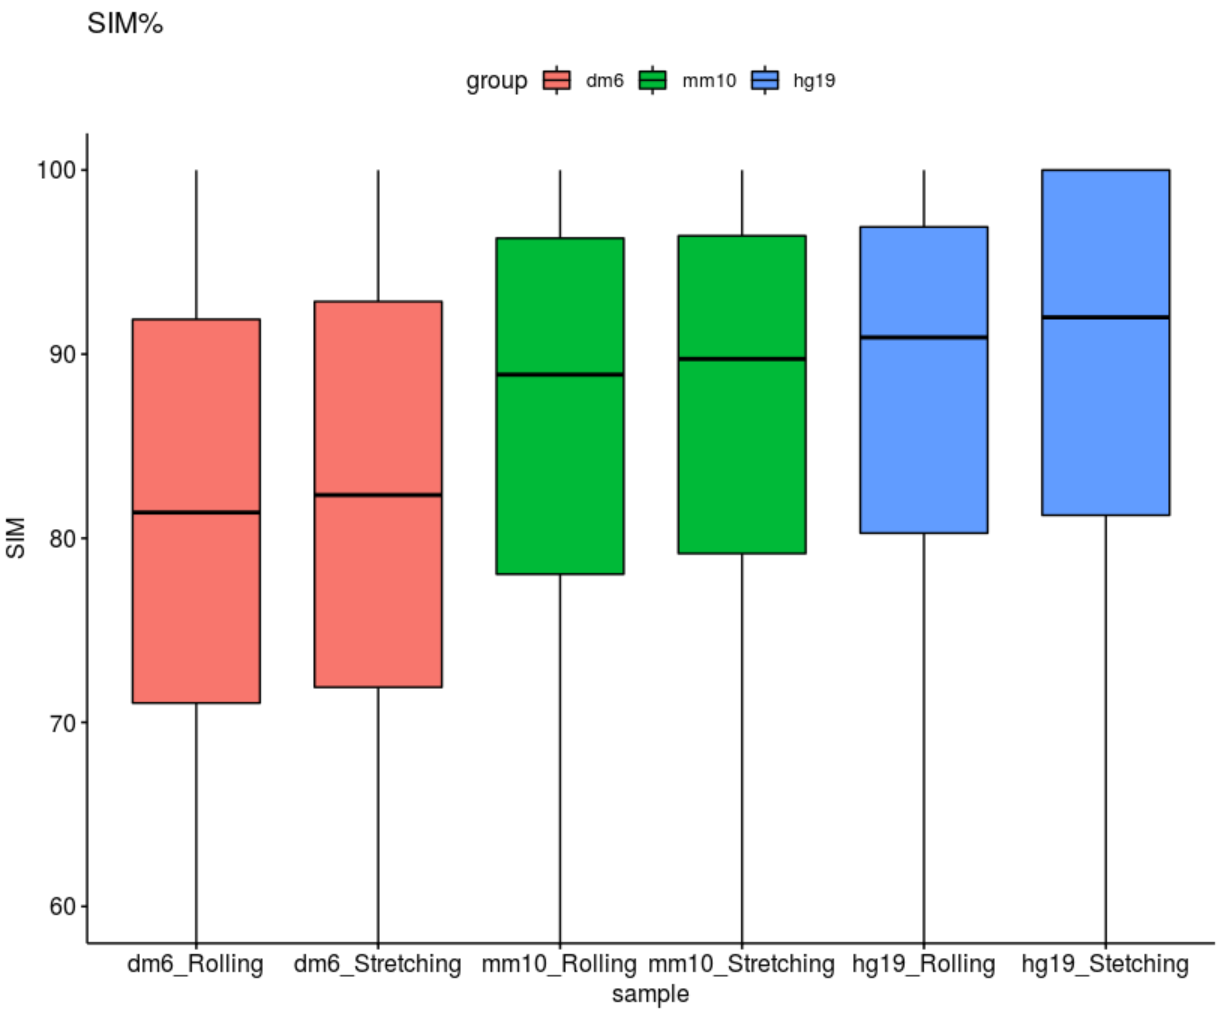 SIM%
group dm6 mm10 hg19
100
90
80
70
60
SIM
dm6_Rolling dm6_Stretching mm10_Rolling mm10_Stretching hg19_Rolling hg19_Stetching
sample